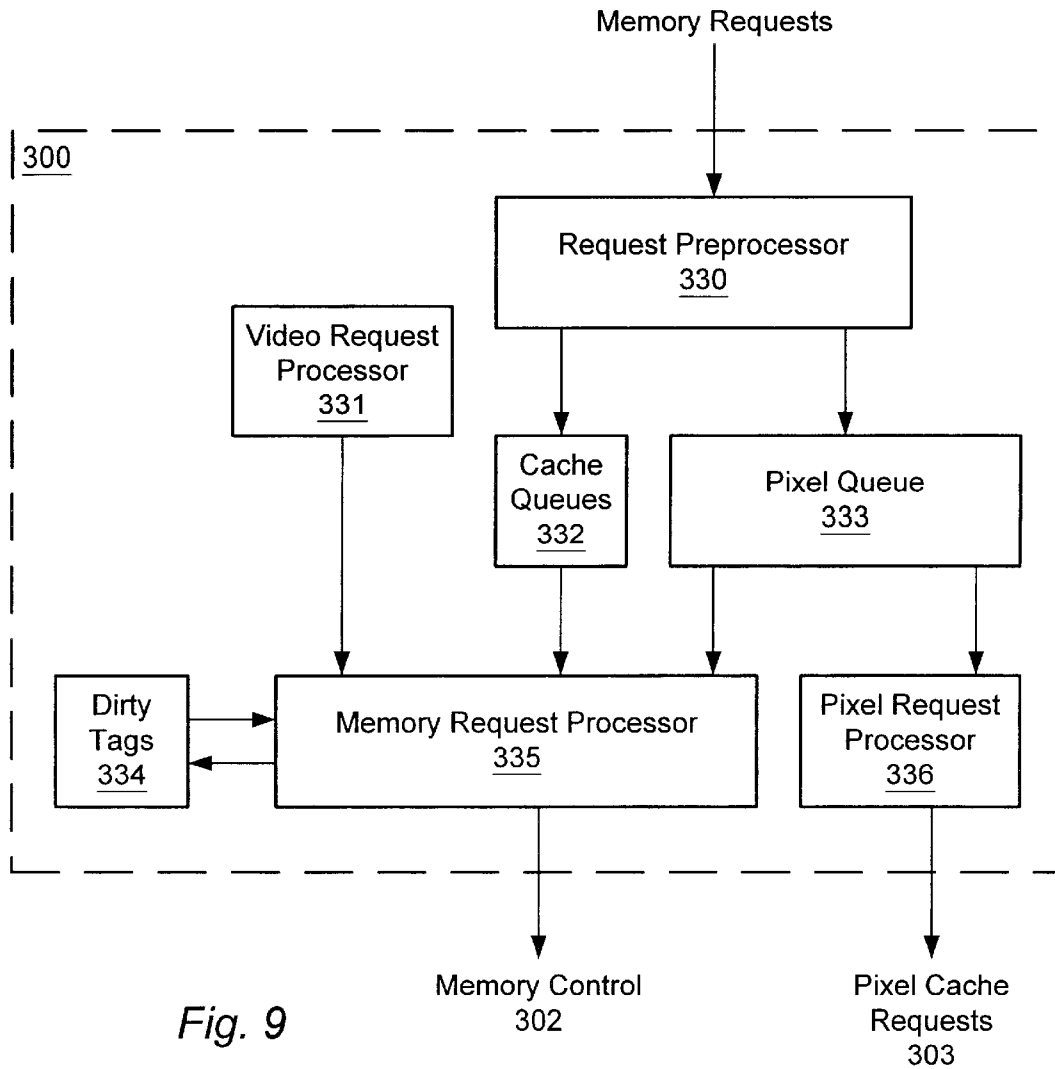 Memory Requests
300
Request Preprocessor
330
Video Request
Processor
331
Cache
Queues
332
Pixel Queue
333
Dirty
Tags
334
Memory Request Processor
335
Pixel Request
Processor
336
Memory Control
302
Pixel Cache
Requests
303
Fig. 9